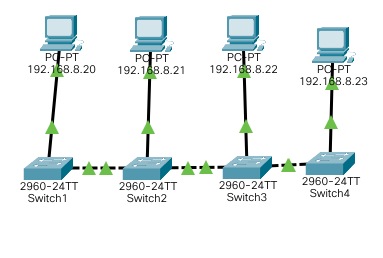 PC-PT
192.168.8.20
PC-PT
192.168.8.21
PC-PT
192.168.8.22
PC-PT
192.168.8.23
2960-24TT
Switch1
2960-24TT
Switch2
2960-24TT
Switch3
2960-24TT
Switch4